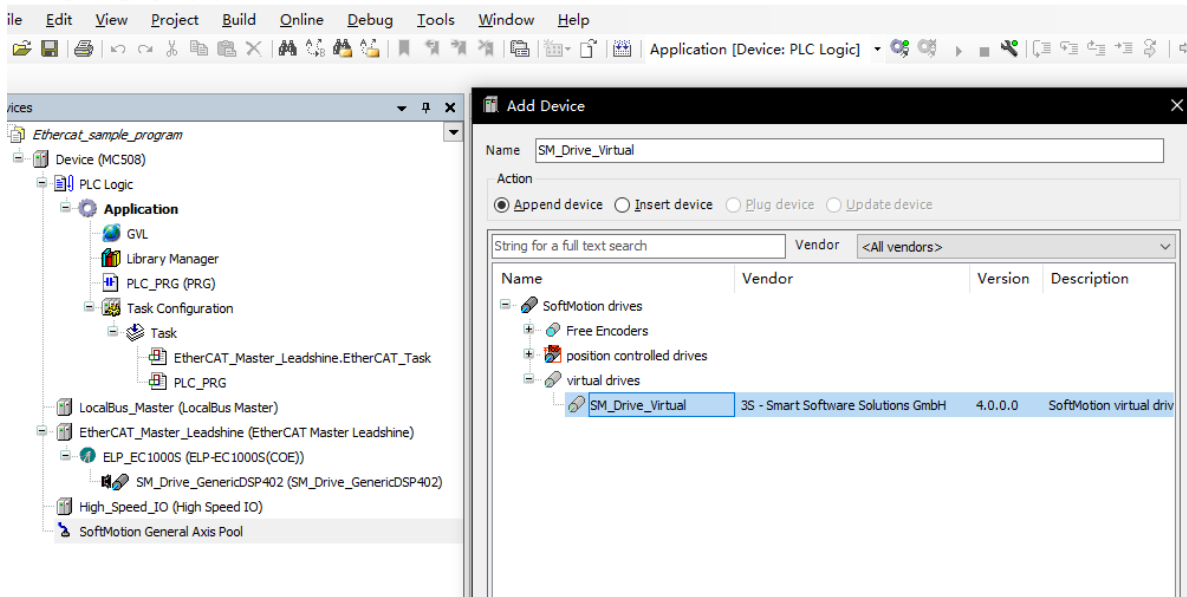 ile Edit View Project Build Online Debug Tools Window Help
Application [Device: PLC Logic]
vices
Ethercat_sample_program
Device (MC508)
PLC Logic
Application
GVL
Library Manager
PLC_PRG (PRG)
Task Configuration
Task
EtherCAT_Master_Leadshine.EtherCAT_Task
PLC_PRG
LocalBus_Master (LocalBus Master)
EtherCAT_Master_Leadshine (EtherCAT Master Leadshine)
ELP_EC1000S (ELP-EC1000S(COE))
SM_Drive_GenericDSP402 (SM_Drive_GenericDSP402)
High_Speed_IO (High Speed IO)
SoftMotion General Axis Pool
Add Device
Name SM_Drive_Virtual
Action
Append device Insert device Plug device Update device
String for a full text search Vendor <All vendors>
Name Vendor Version Description
SoftMotion drives
Free Encoders
position controlled drives
virtual drives
SM_Drive_Virtual 3S - Smart Software Solutions GmbH 4.0.0.0 SoftMotion virtual driv